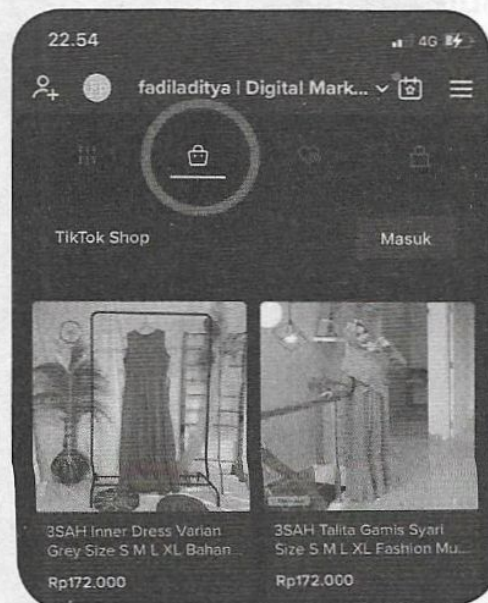 22.54
4G
fadiladitya | Digital Mark...
TikTok Shop
Masuk
3SAH Inner Dress Varian
Grey Size S M L XL Bahan...
Rp172.000
3SAH Talita Gamis Syari
Size S M L XL Fashion Mu...
Rp172.000